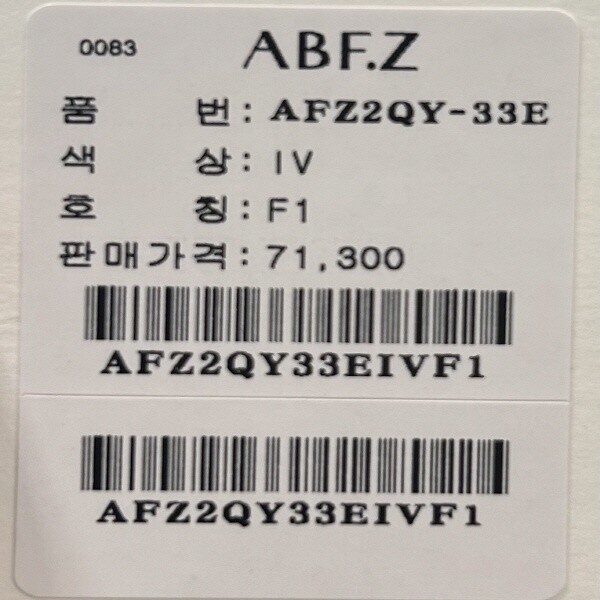 0083 ABF.Z
품 번: AFZ2QY-33E
색 상: IV
호 칭: F1
판매가격: 71,300
AFZ2QY33EIVF1
AFZ2QY33EIVF1